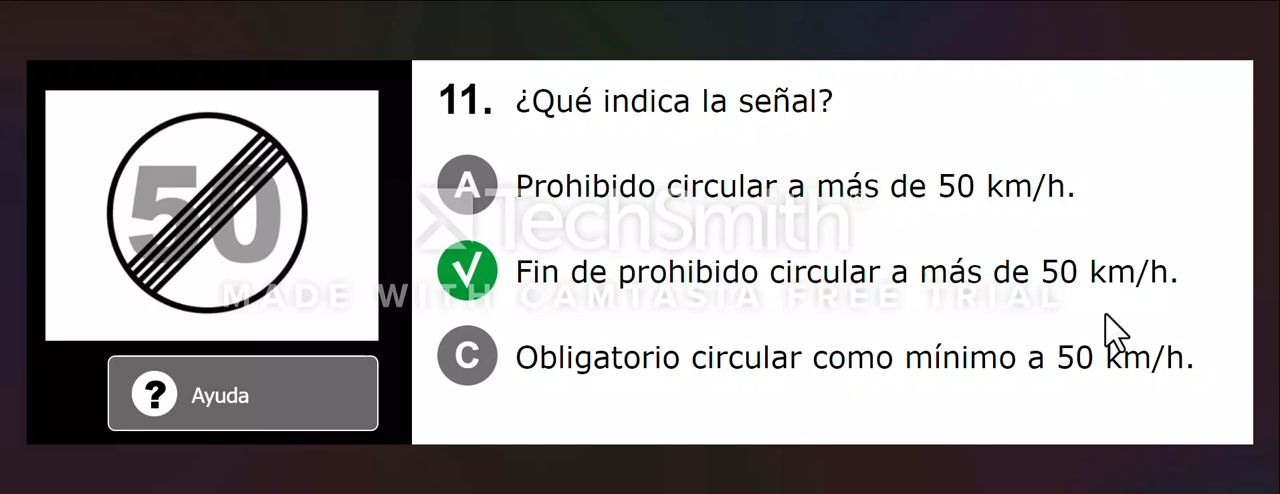 50
11. ¿Qué indica la señal?
A Prohibido circular a más de 50 km/h.
Fin de prohibido circular a más de 50 km/h.
C Obligatorio circular como mínimo a 50 km/h.
? Ayuda
TechSmith®
MADE WITH CAMTASIA FREE TRIAL